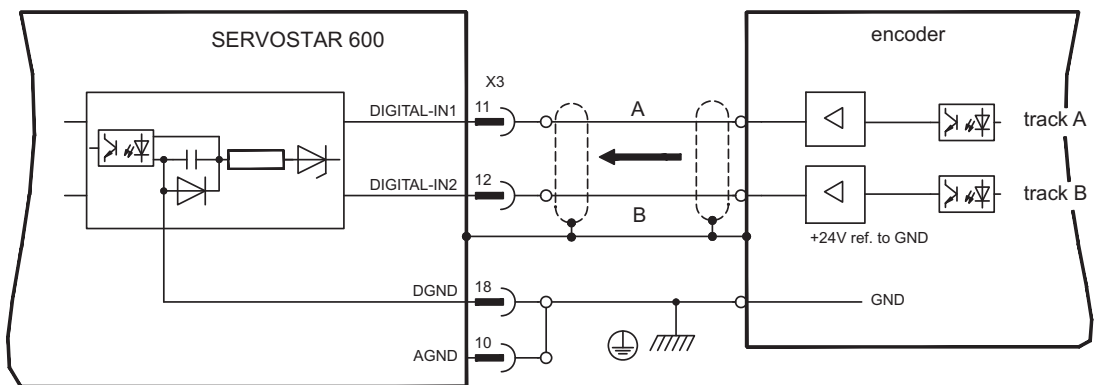 SERVOSTAR 600
encoder
X3
DIGITAL-IN1
11
A
track A
DIGITAL-IN2
12
B
track B
+24V ref. to GND
DGND
18
GND
AGND
10